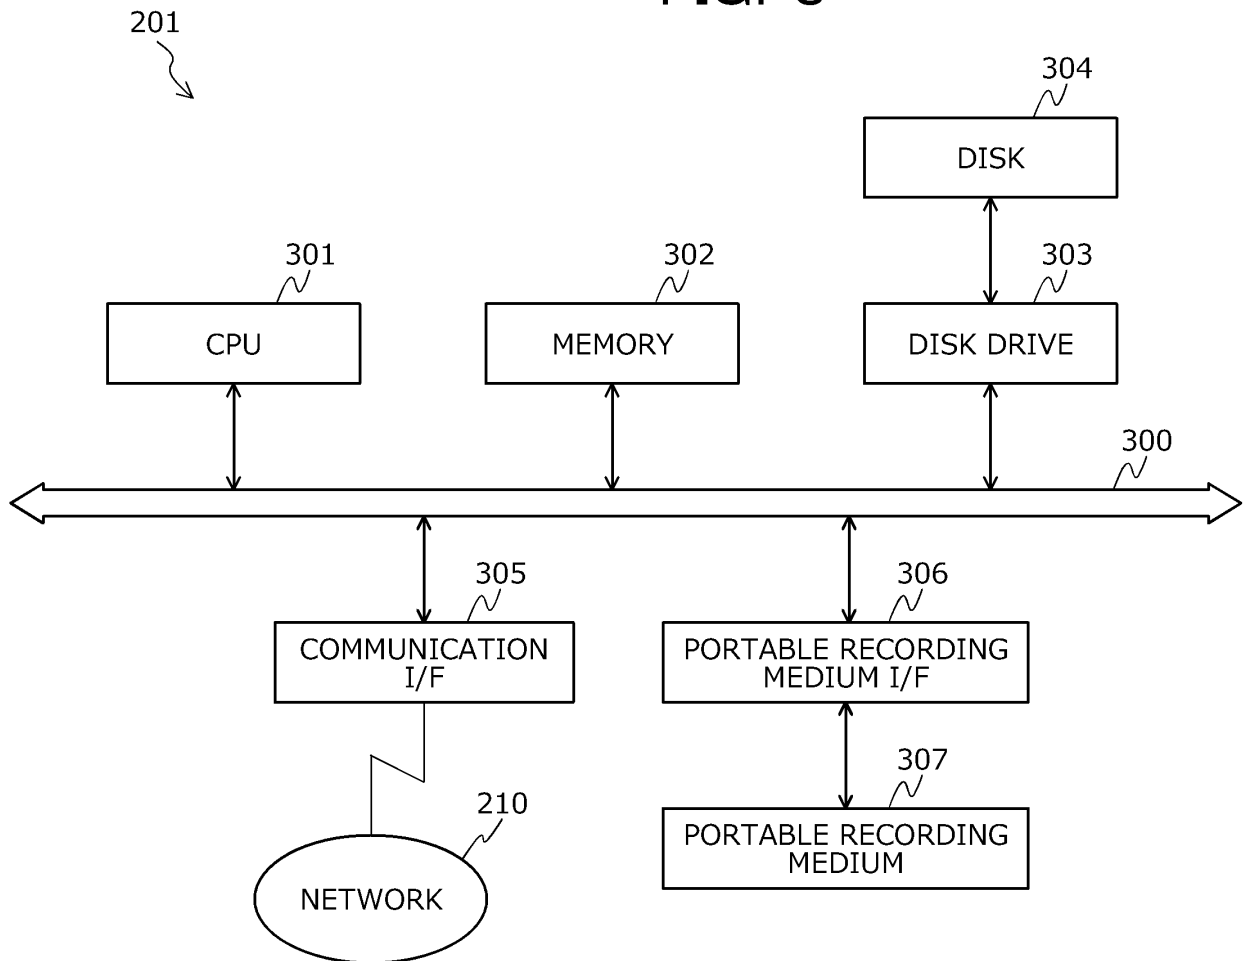 201
304
DISK
301
302
303
CPU
MEMORY
DISK DRIVE
300
305
306
COMMUNICATION
I/F
PORTABLE RECORDING
MEDIUM I/F
307
210
PORTABLE RECORDING
MEDIUM
NETWORK